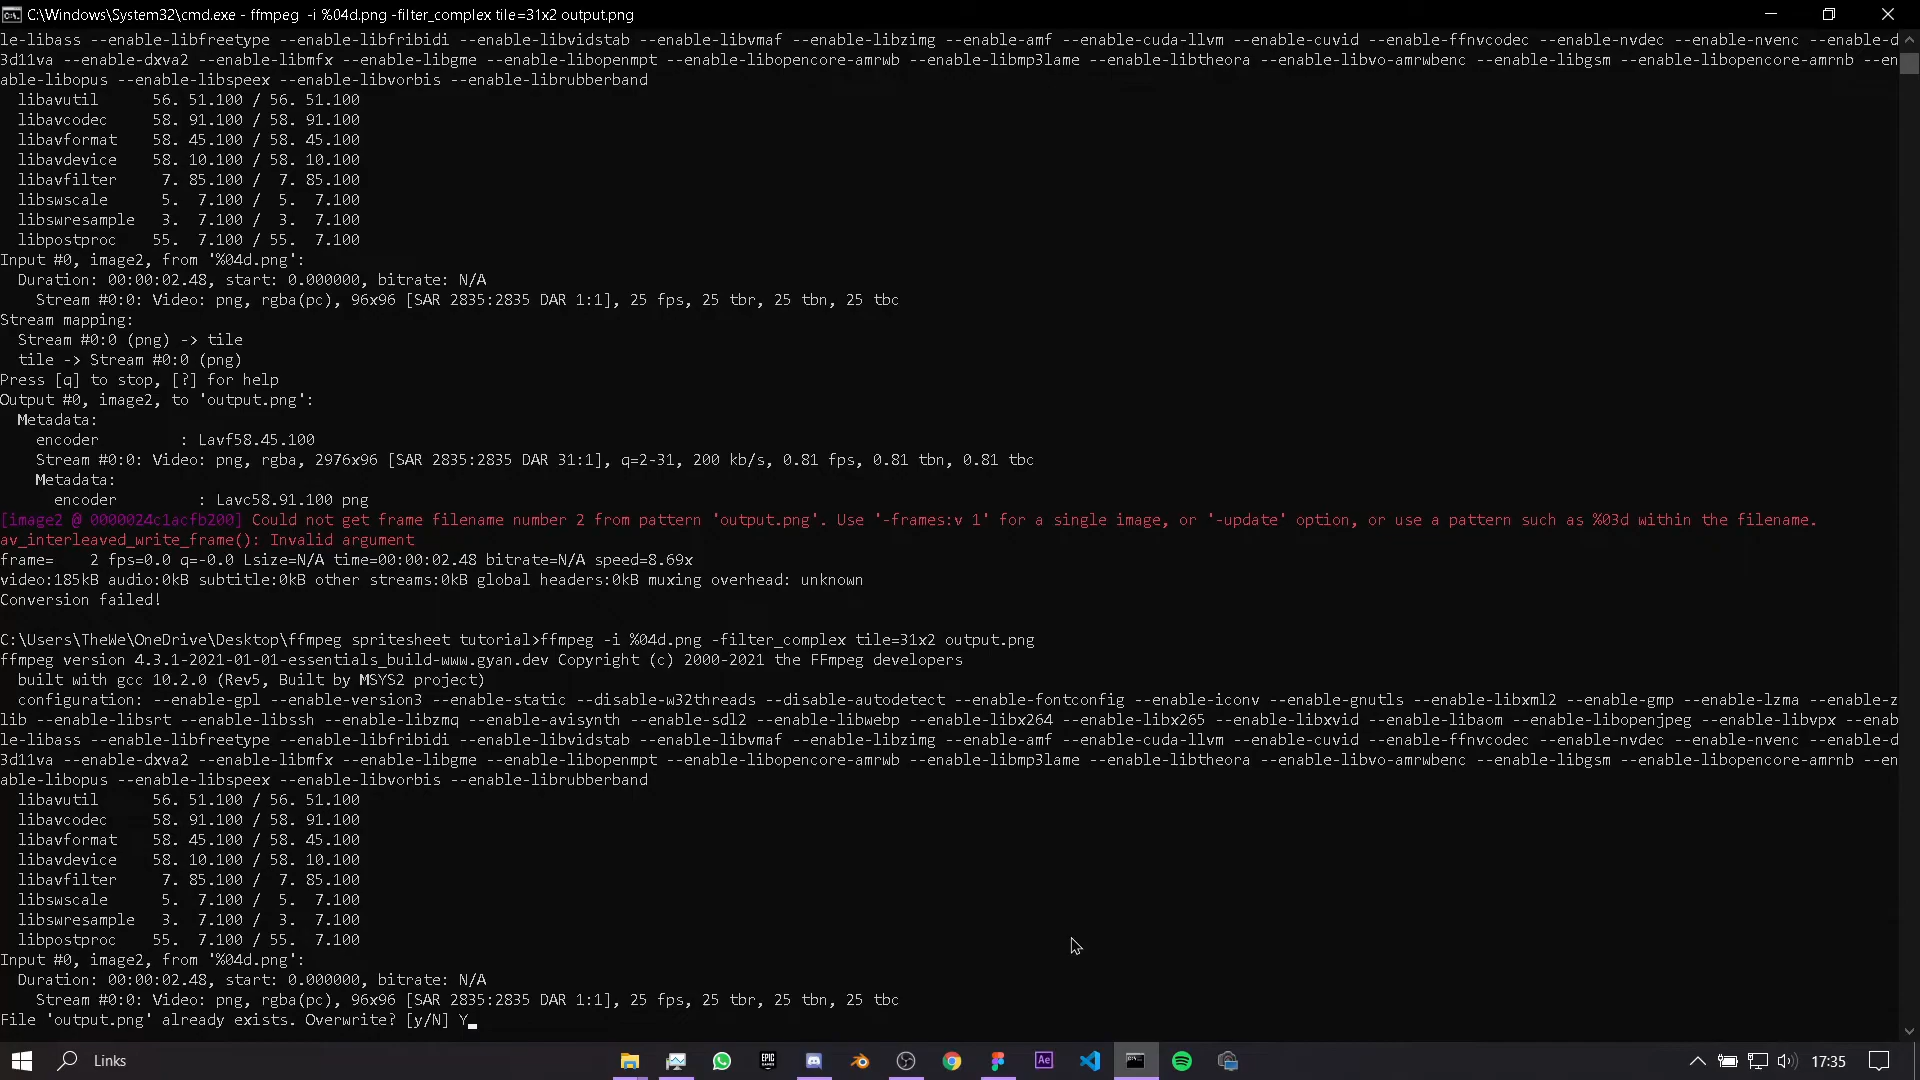 C:\Windows\System32\cmd.exe - ffmpeg  -i %04d.png -filter_complex tile=31x2 output.png
le-libass --enable-libfreetype --enable-libfribidi --enable-libvidstab --enable-libvmaf --enable-libzimg --enable-amf --enable-cuda-llvm --enable-cuvid --enable-ffnvcodec --enable-nvdec --enable-nvenc --enable-d
3d11va --enable-dxva2 --enable-libmfx --enable-libgme --enable-libopenmpt --enable-libopencore-amrwb --enable-libmp3lame --enable-libtheora --enable-libvo-amrwbenc --enable-libgsm --enable-libopencore-amrnb --en
able-libopus --enable-libspeex --enable-libvorbis --enable-librubberband
  libavutil      56. 51.100 / 56. 51.100
  libavcodec     58. 91.100 / 58. 91.100
  libavformat    58. 45.100 / 58. 45.100
  libavdevice    58. 10.100 / 58. 10.100
  libavfilter     7. 85.100 /  7. 85.100
  libswscale      5.  7.100 /  5.  7.100
  libswresample   3.  7.100 /  3.  7.100
  libpostproc    55.  7.100 / 55.  7.100
Input #0, image2, from '%04d.png':
  Duration: 00:00:02.48, start: 0.000000, bitrate: N/A
    Stream #0:0: Video: png, rgba(pc), 96x96 [SAR 2835:2835 DAR 1:1], 25 fps, 25 tbr, 25 tbn, 25 tbc
Stream mapping:
  Stream #0:0 (png) -> tile
  tile -> Stream #0:0 (png)
Press [q] to stop, [?] for help
Output #0, image2, to 'output.png':
  Metadata:
    encoder         : Lavf58.45.100
    Stream #0:0: Video: png, rgba, 2976x96 [SAR 2835:2835 DAR 31:1], q=2-31, 200 kb/s, 0.81 fps, 0.81 tbn, 0.81 tbc
    Metadata:
      encoder         : Lavc58.91.100 png
[image2 @ 0000024c1acfb200] Could not get frame filename number 2 from pattern 'output.png'. Use '-frames:v 1' for a single image, or '-update' option, or use a pattern such as %03d within the filename.
av_interleaved_write_frame(): Invalid argument
frame=    2 fps=0.0 q=-0.0 Lsize=N/A time=00:00:02.48 bitrate=N/A speed=8.69x
video:185kB audio:0kB subtitle:0kB other streams:0kB global headers:0kB muxing overhead: unknown
Conversion failed!
C:\Users\TheWe\OneDrive\Desktop\ffmpeg spritesheet tutorial>ffmpeg -i %04d.png -filter_complex tile=31x2 output.png
ffmpeg version 4.3.1-2021-01-01-essentials_build-www.gyan.dev Copyright (c) 2000-2021 the FFmpeg developers
  built with gcc 10.2.0 (Rev5, Built by MSYS2 project)
  configuration: --enable-gpl --enable-version3 --enable-static --disable-w32threads --disable-autodetect --enable-fontconfig --enable-iconv --enable-gnutls --enable-libxml2 --enable-gmp --enable-lzma --enable-z
lib --enable-libsrt --enable-libssh --enable-libzmq --enable-avisynth --enable-sdl2 --enable-libwebp --enable-libx264 --enable-libx265 --enable-libxvid --enable-libaom --enable-libopenjpeg --enable-libvpx --enab
le-libass --enable-libfreetype --enable-libfribidi --enable-libvidstab --enable-libvmaf --enable-libzimg --enable-amf --enable-cuda-llvm --enable-cuvid --enable-ffnvcodec --enable-nvdec --enable-nvenc --enable-d
3d11va --enable-dxva2 --enable-libmfx --enable-libgme --enable-libopenmpt --enable-libopencore-amrwb --enable-libmp3lame --enable-libtheora --enable-libvo-amrwbenc --enable-libgsm --enable-libopencore-amrnb --en
able-libopus --enable-libspeex --enable-libvorbis --enable-librubberband
  libavutil      56. 51.100 / 56. 51.100
  libavcodec     58. 91.100 / 58. 91.100
  libavformat    58. 45.100 / 58. 45.100
  libavdevice    58. 10.100 / 58. 10.100
  libavfilter     7. 85.100 /  7. 85.100
  libswscale      5.  7.100 /  5.  7.100
  libswresample   3.  7.100 /  3.  7.100
  libpostproc    55.  7.100 / 55.  7.100
Input #0, image2, from '%04d.png':
  Duration: 00:00:02.48, start: 0.000000, bitrate: N/A
    Stream #0:0: Video: png, rgba(pc), 96x96 [SAR 2835:2835 DAR 1:1], 25 fps, 25 tbr, 25 tbn, 25 tbc
File 'output.png' already exists. Overwrite? [y/N] Y_
Links
EPIC
Ae
17:35